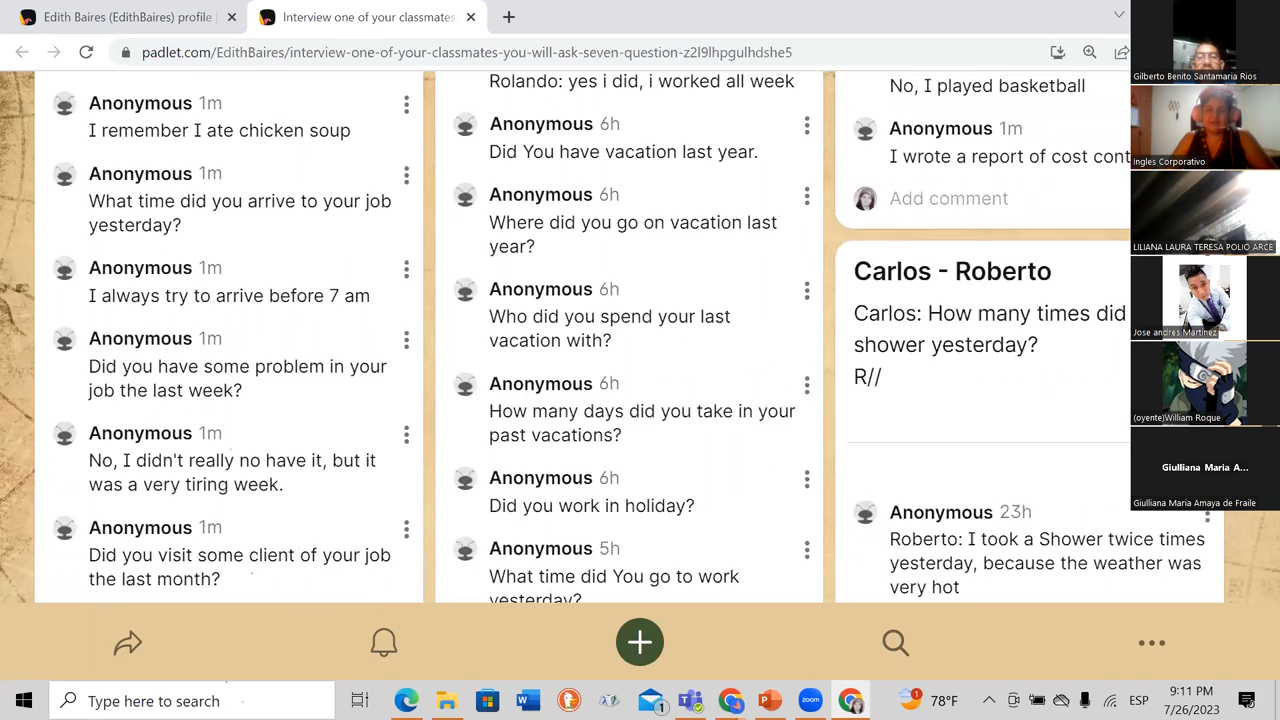 Edith Baires (EdithBaires) profile
Interview one of your classmates
padlet.com/EdithBaires/interview-one-of-your-classmates-you-will-ask-seven-question-z2l9lhpgulhdshe5
Anonymous 1m
I remember I ate chicken soup
Anonymous 1m
What time did you arrive to your job
yesterday?
Anonymous 1m
I always try to arrive before 7 am
Anonymous 1m
Did you have some problem in your
job the last week?
Anonymous 1m
No, I didn't really no have it, but it
was a very tiring week.
Anonymous 1m
Did you visit some client of your job
the last month?
Rolando: yes i did, i worked all week
Anonymous 6h
Did You have vacation last year.
Anonymous 6h
Where did you go on vacation last
year?
Anonymous 6h
Who did you spend your last
vacation with?
Anonymous 6h
How many days did you take in your
past vacations?
Anonymous 6h
Did you work in holiday?
Anonymous 5h
What time did You go to work
yesterday?
No, I played basketball
Anonymous 1m
I wrote a report of cost cont
Add comment
Carlos - Roberto
Carlos: How many times did
shower yesterday?
R//
Anonymous 23h
Roberto: I took a Shower twice times
yesterday, because the weather was
very hot
Gilberto Benito Santamaria Rios
Ingles Corporativo
LILIANA LAURA TERESA POLIO ARCE
Jose andres Martinez
(oyente)William Roque
Giulliana Maria A...
Giulliana Maria Amaya de Fraile
Type here to search
zoom
1
1
78°F
ESP
9:11 PM
7/26/2023